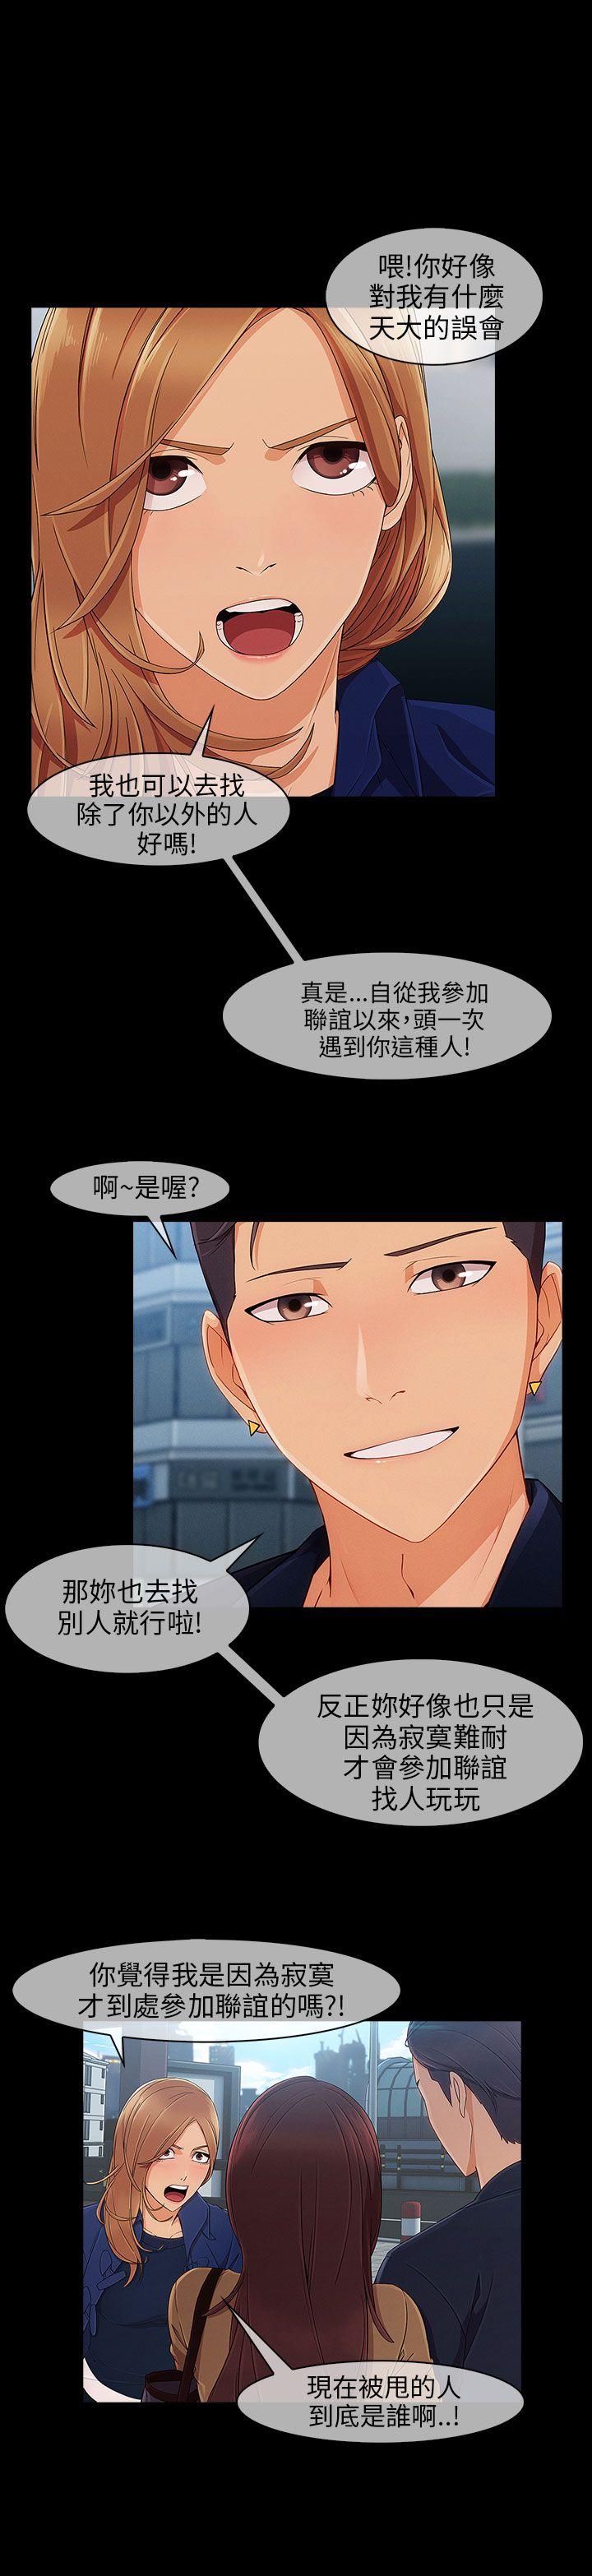 喂!你好像
對我有什麼
天大的誤會
我也可以去找
除了你以外的人
好嗎!
真是...自從我參加
聯誼以來,頭一次
遇到你這種人!
啊~是喔?
那妳也去找
別人就行啦!
反正妳好像也只是
因為寂寞難耐
才會參加聯誼
找人玩玩
你覺得我是因為寂寞
才到處參加聯誼的嗎?!
現在被甩的人
到底是誰啊..!